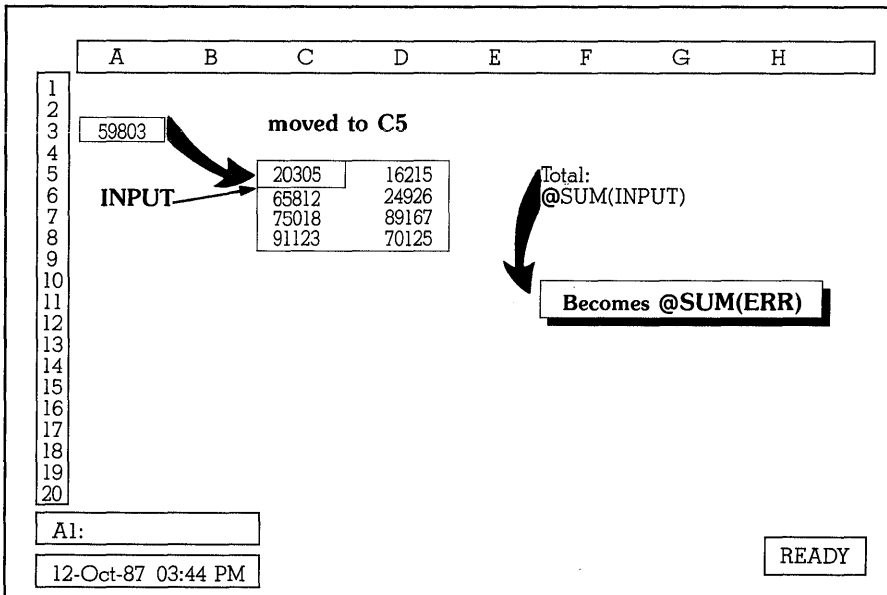 A B C D E F G H
1
2
3 59803 moved to C5
4
5 20305 16215 Total:
6 INPUT 65812 24926 @SUM(INPUT)
7 75018 89167
8 91123 70125
9
10
11 Becomes @SUM(ERR)
12
13
14
15
16
17
18
19
20
A1:
12-Oct-87 03:44 PM READY